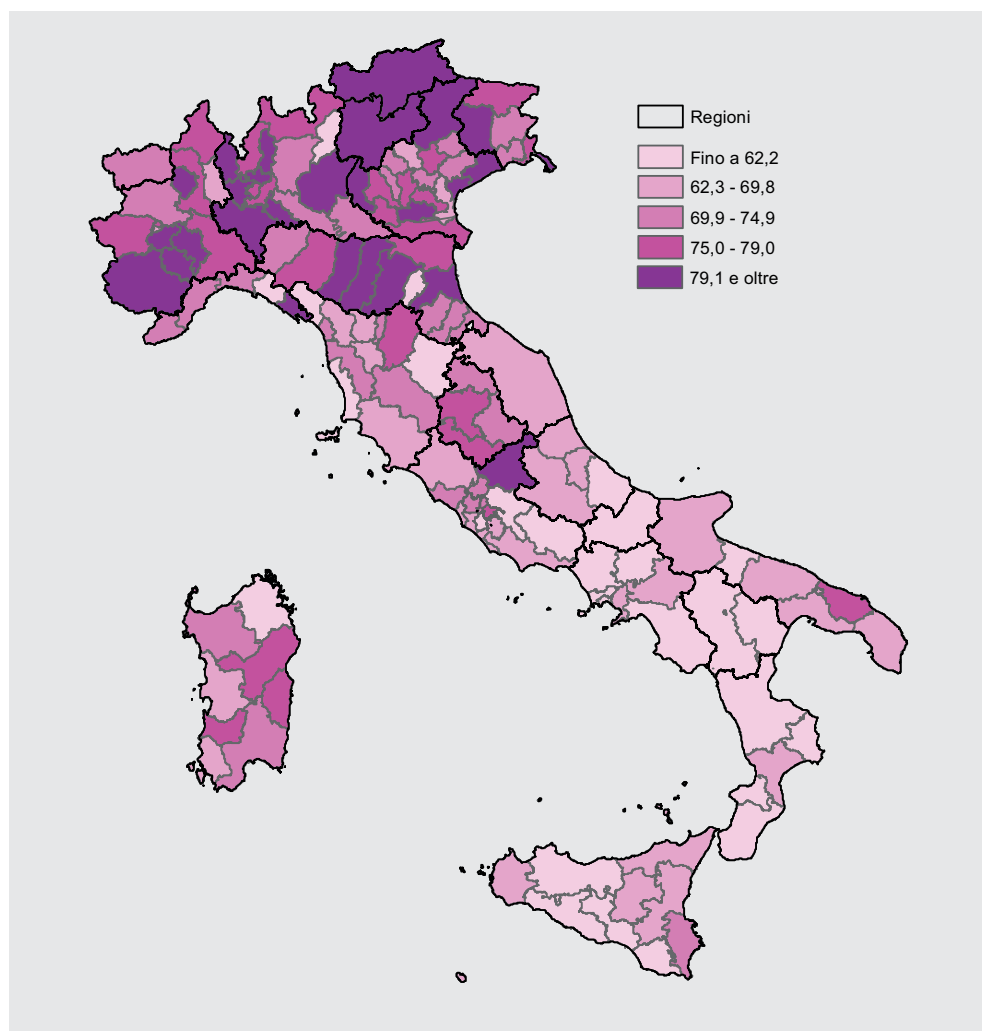 Regioni
Fino a 62,2
62,3 - 69,8
69,9 - 74,9
75,0 - 79,0
79,1 e oltre